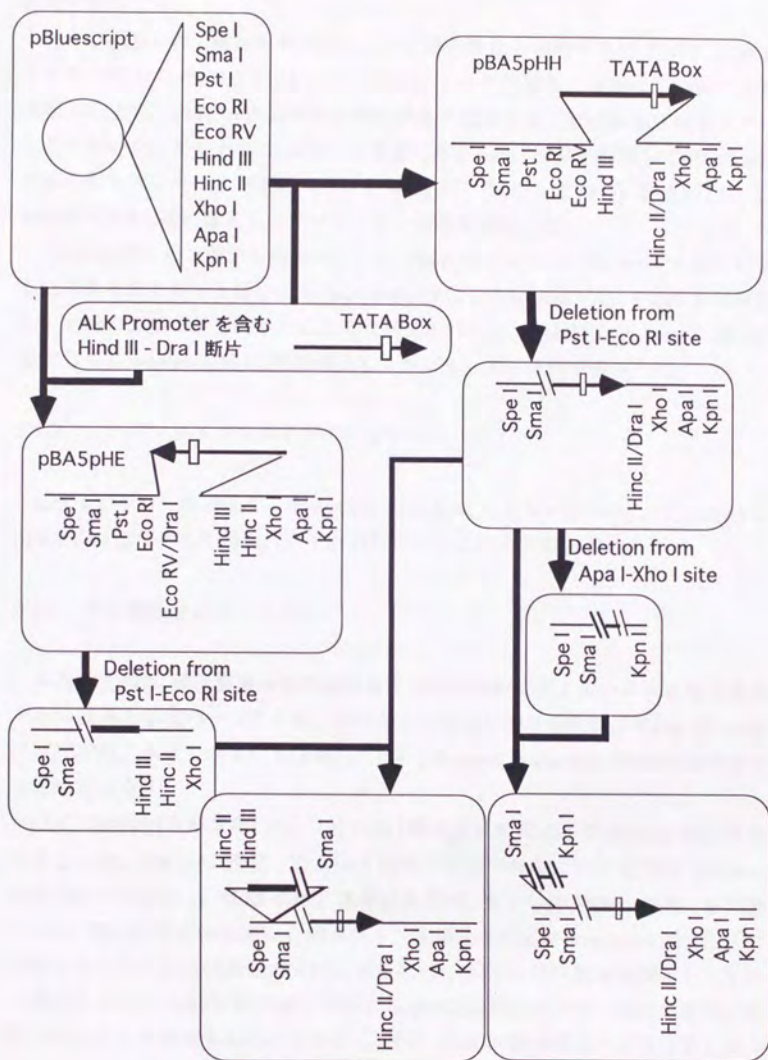 pBluescript
Spe I
Sma I
Pst I
Eco RI
Eco RV
Hind III
Hinc II
Xho I
Apa I
Kpn I
pBA5pHH
TATA Box
Spe I
Sma I
Pst I
Eco RI
Eco RV
Hind III
Hinc II/Dra I
Xho I
Apa I
Kpn I
ALK Promoter を含む
Hind III - Dra I 断片
TATA Box
Deletion from
Pst I-Eco RI site
Spe I
Sma I
Hinc II/Dra I
Xho I
Apa I
Kpn I
pBA5pHE
Spe I
Sma I
Pst I
Eco RI
Eco RV/Dra I
Hind III
Hinc II
Xho I
Apa I
Kpn I
Deletion from
Apa I-Xho I site
Spe I
Sma I
Kpn I
Deletion from
Pst I-Eco RI site
Spe I
Sma I
Hind III
Hinc I
Xho I
Hinc II
Hind III
Sma I
Spe I
Sma I
Hinc II/Dra I
Xho I
Apa I
Kpn I
Sma I
Kpn I
Spe I
Sma I
Hinc II/Dra II
Xho I
Apa I
Kpn I